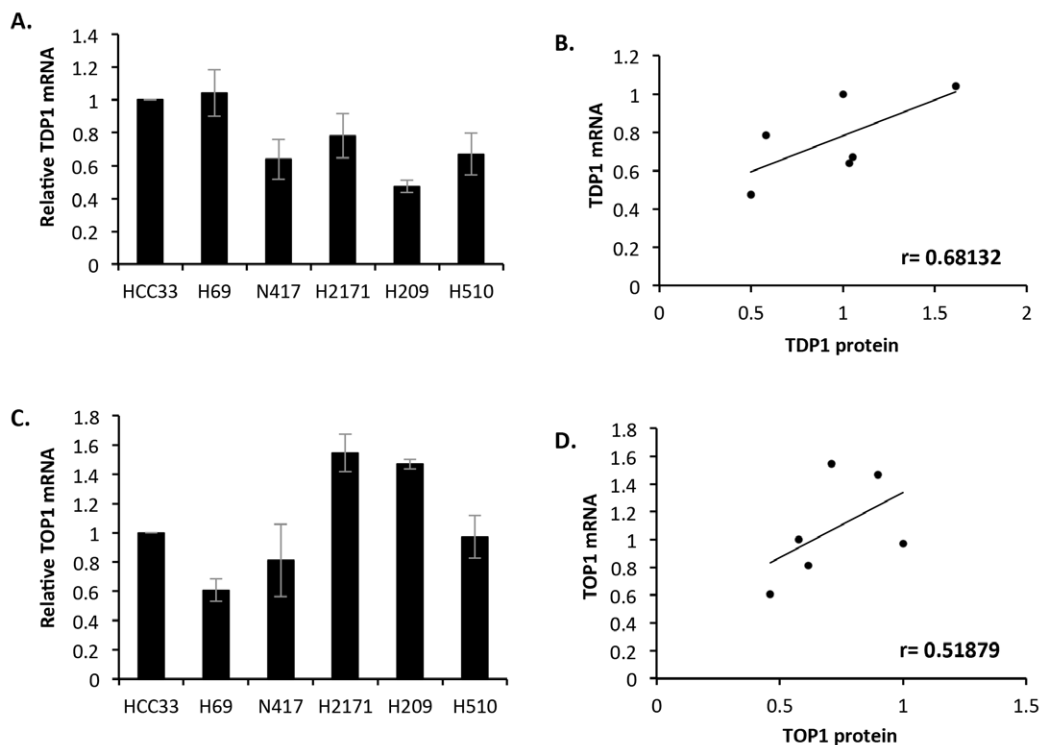 A.
Relative TDP1 mRNA
1.4
1.2
1
0.8
0.6
0.4
0.2
0
HCC33 H69 N417 H2171 H209 H510
B.
TDP1 mRNA
1.2
1
0.8
0.6
0.4
0.2
0
r= 0.68132
0 0.5 1 1.5 2
TDP1 protein
C.
Relative TOP1 mRNA
1.8
1.6
1.4
1.2
1
0.8
0.6
0.4
0.2
0
HCC33 H69 N417 H2171 H209 H510
D.
TOP1 mRNA
1.8
1.6
1.4
1.2
1
0.8
0.6
0.4
0.2
0
r= 0.51879
0 0.5 1 1.5
TOP1 protein